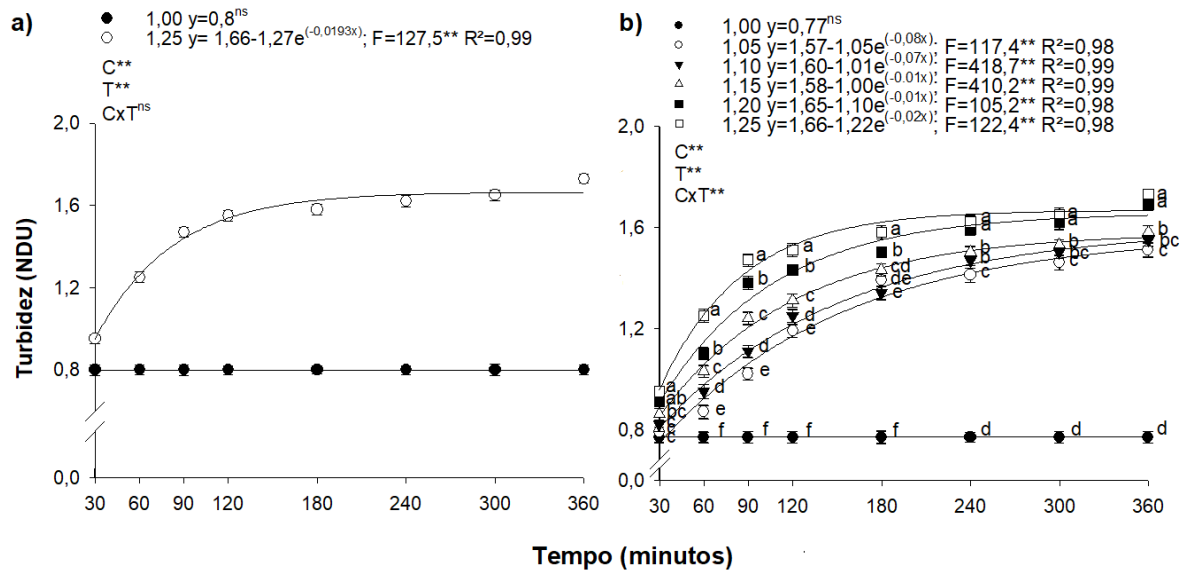 a)
1,00 y=0,8ns
1,25 y= 1,66-1,27e(-0,0193x); F=127,5** R²=0,99
C**
T**
CxTns
2,0
1,6
1,2
0,8
0,0
30 60 90 120 180 240 300 360
Turbidez (NDU)
b)
1,00 y=0,77ns
1,05 y=1,57-1,05e(-0,08x); F=117,4** R²=0,98
1,10 y=1,60-1,01e(-0,07x); F=418,7** R²=0,99
1,15 y=1,58-1,00e(-0.01x); F=410,2** R²=0,99
1,20 y=1,65-1,10e(-0,01x); F=105,2** R²=0,98
1,25 y=1,66-1,22e(-0,02x); F=122,4** R²=0,98
C**
T**
CxT**
2,0
1,6
1,2
0,8
0,0
a a a a a a a a
ab b b b b a a a
bc c c c cd b b b
c d d d e b bc bc
c e e e de c c c
c f f f f d d d
30 60 90 120 180 240 300 360
Tempo (minutos)